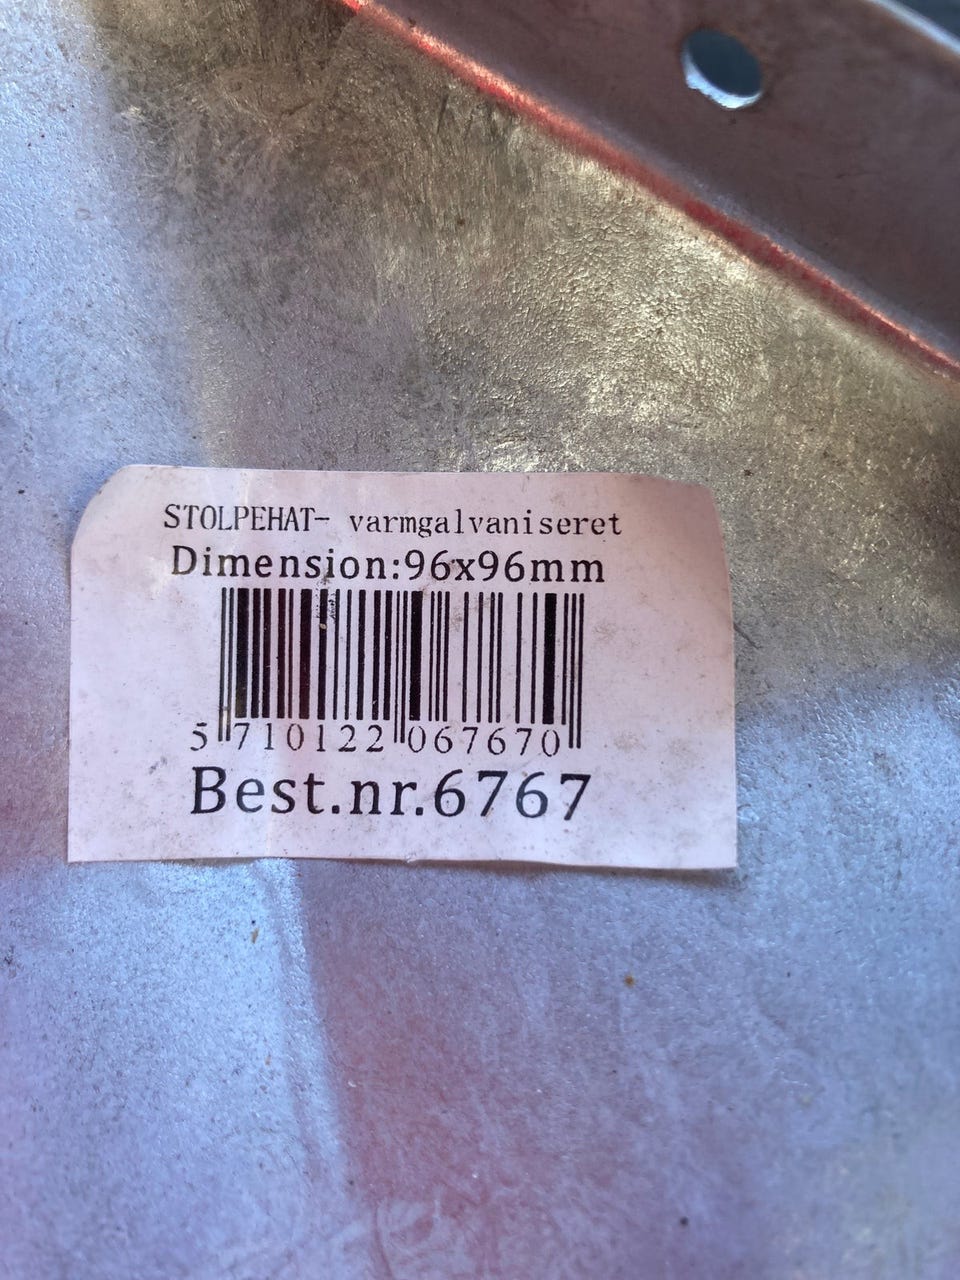 STOLPEHAT- varmgalvaniseret
Dimension:96x96mm
5 710122 067670
Best.nr.6767